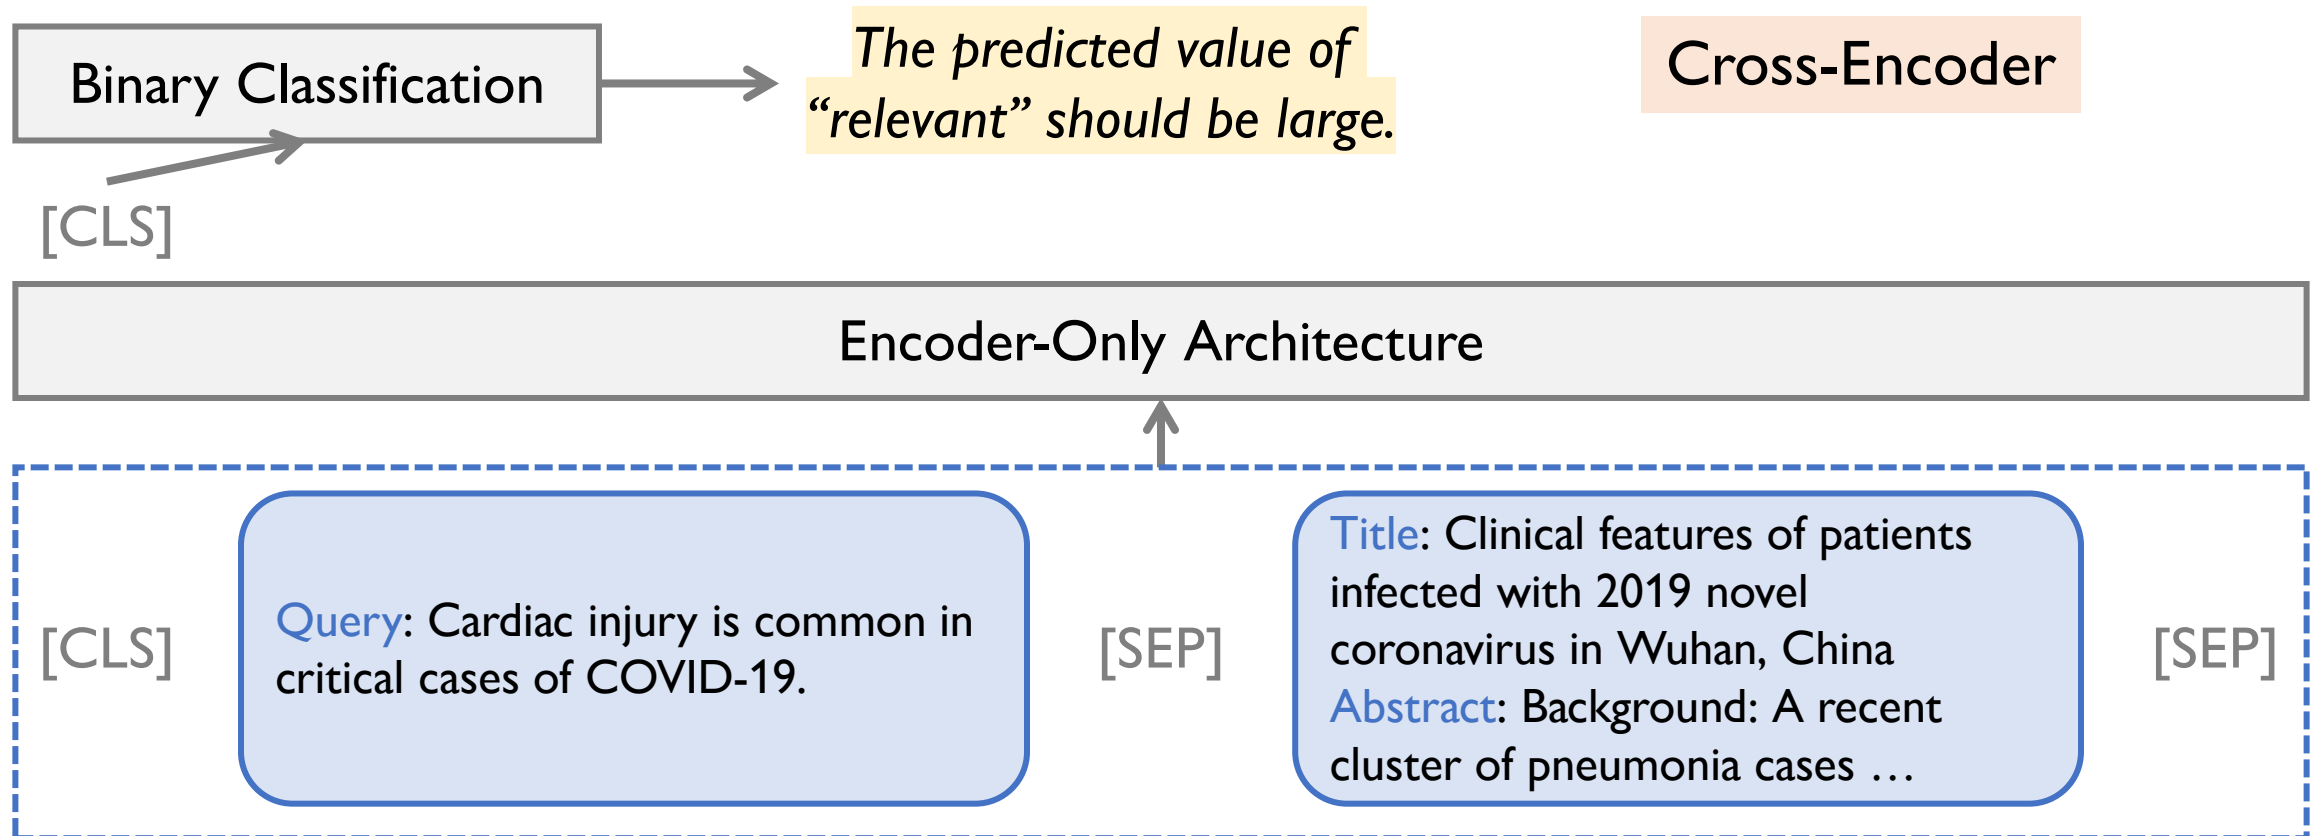 Binary Classification
The predicted value of
“relevant” should be large.
Cross-Encoder
[CLS]
Encoder-Only Architecture
[CLS]
Query: Cardiac injury is common in
critical cases of COVID-19.
[SEP]
Title: Clinical features of patients
infected with 2019 novel
coronavirus in Wuhan, China
Abstract: Background: A recent
cluster of pneumonia cases …
[SEP]